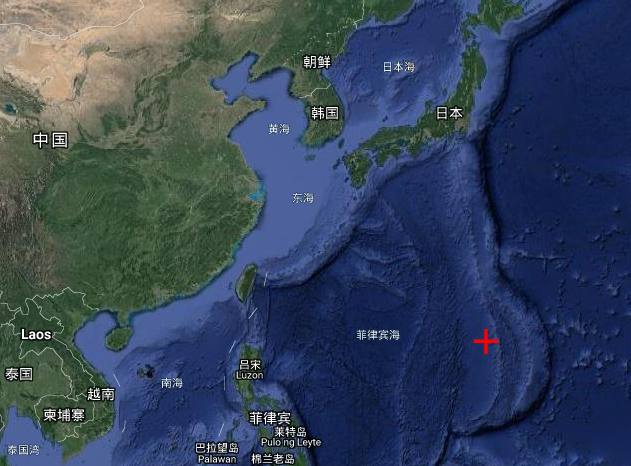 朝鲜
日本海
韩国
日本
黄海
中国
东海
Laos
菲律宾海
吕宋
Luzon
泰国
南海
越南
柬埔寨
菲律宾
莱特岛
Pulo ng Leyte
泰国湾
巴拉望岛
Palawan
棉兰老岛